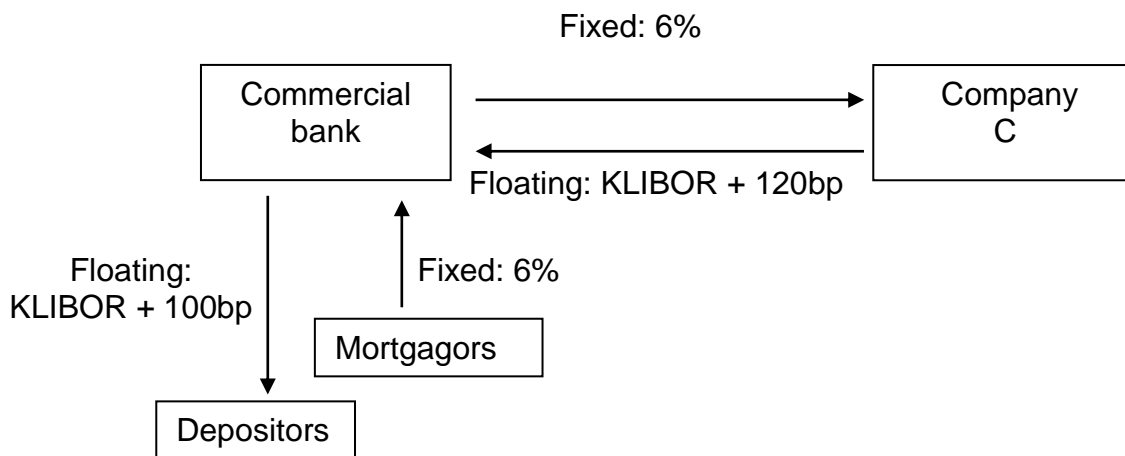 Fixed: 6%
Commercial
bank
Company
C
Floating: KLIBOR + 120bp
Floating:
KLIBOR + 100bp
Fixed: 6%
Mortgagors
Depositors